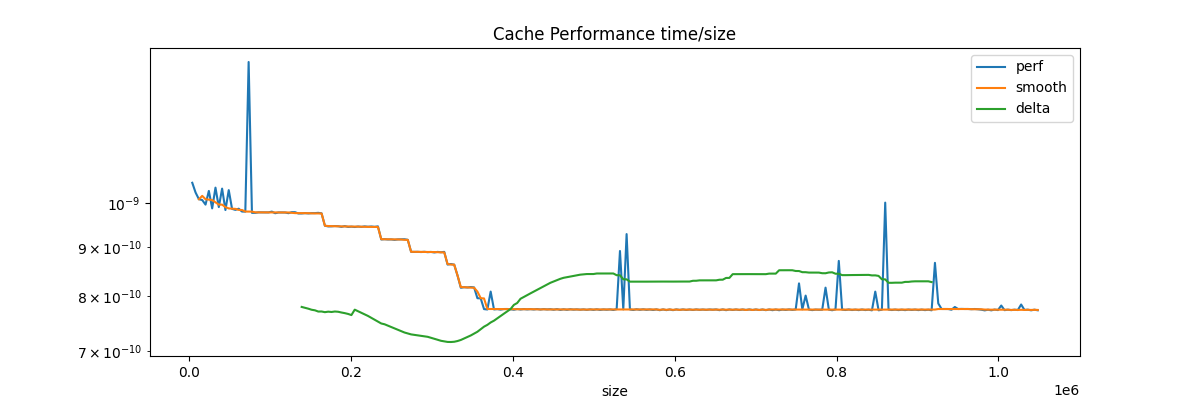 Cache Performance time/size
perf
smooth
delta
10⁻⁹
9 × 10⁻¹⁰
8 × 10⁻¹⁰
7 × 10⁻¹⁰
0.0 0.2 0.4 0.6 0.8 1.0
1e6
size